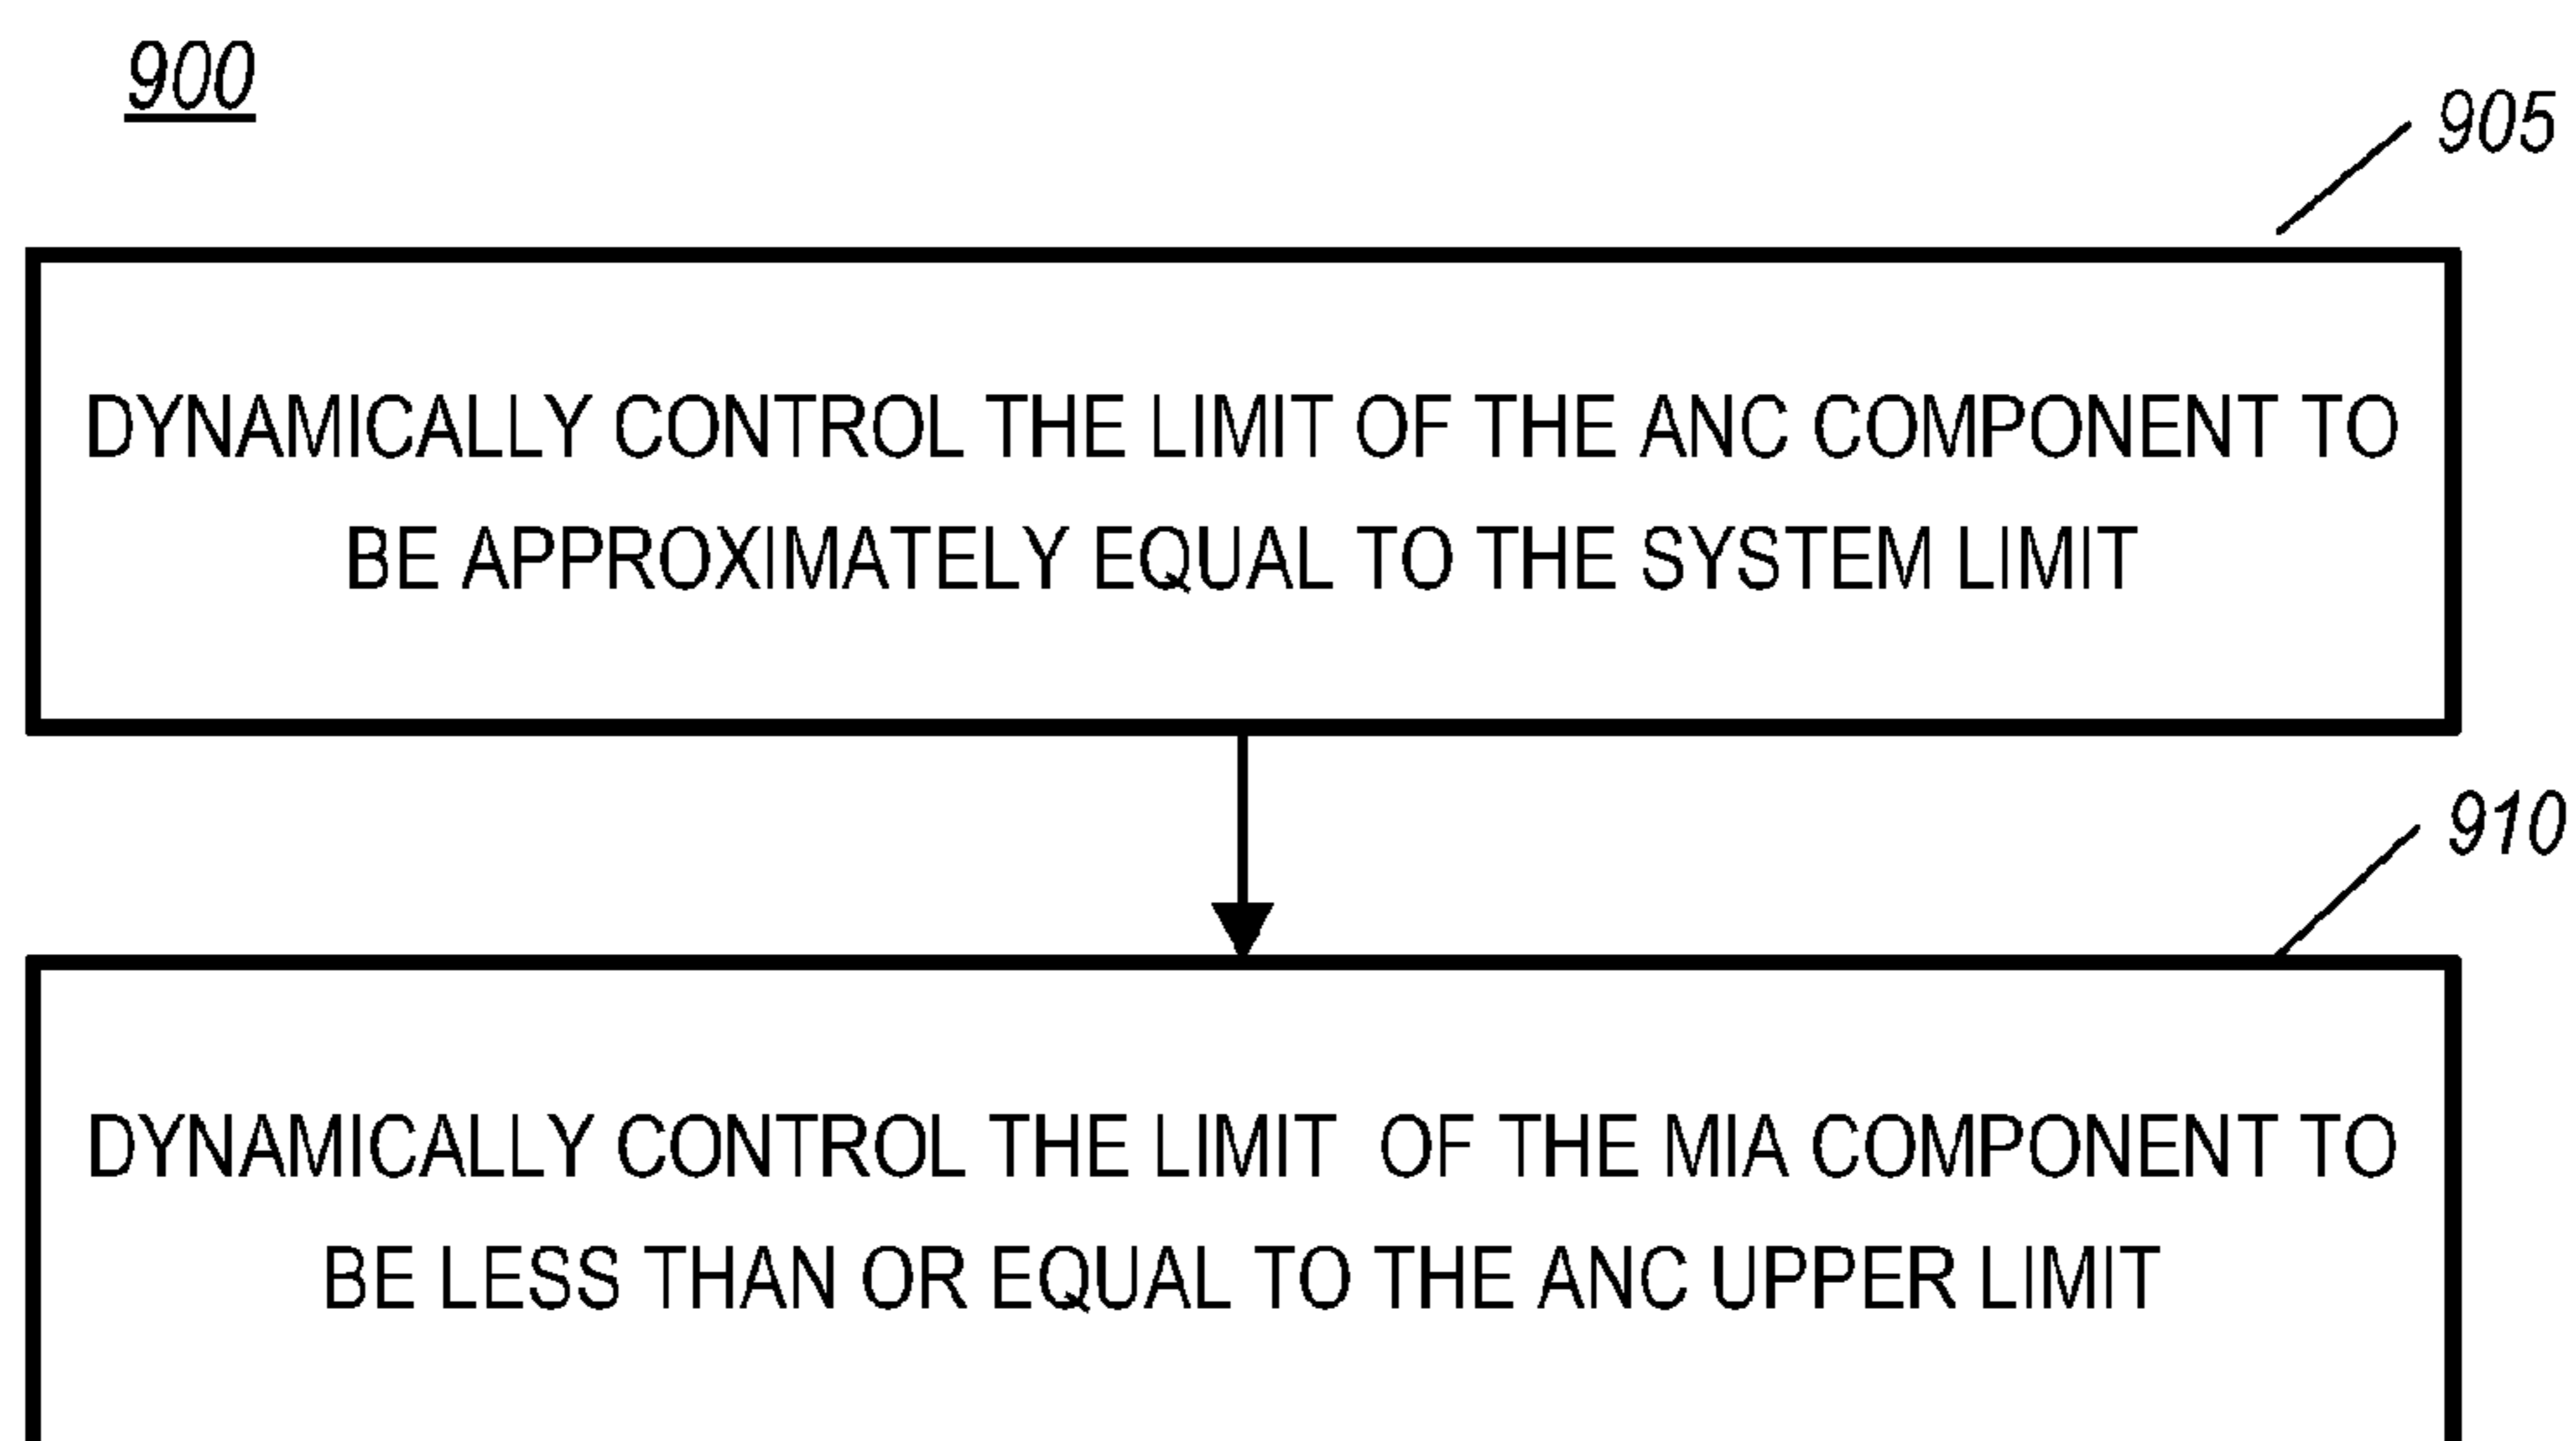 900
905
DYNAMICALLY CONTROL THE LIMIT OF THE ANC COMPONENT TO
BE APPROXIMATELY EQUAL TO THE SYSTEM LIMIT
910
DYNAMICALLY CONTROL THE LIMIT OF THE MIA COMPONENT TO
BE LESS THAN OR EQUAL TO THE ANC UPPER LIMIT